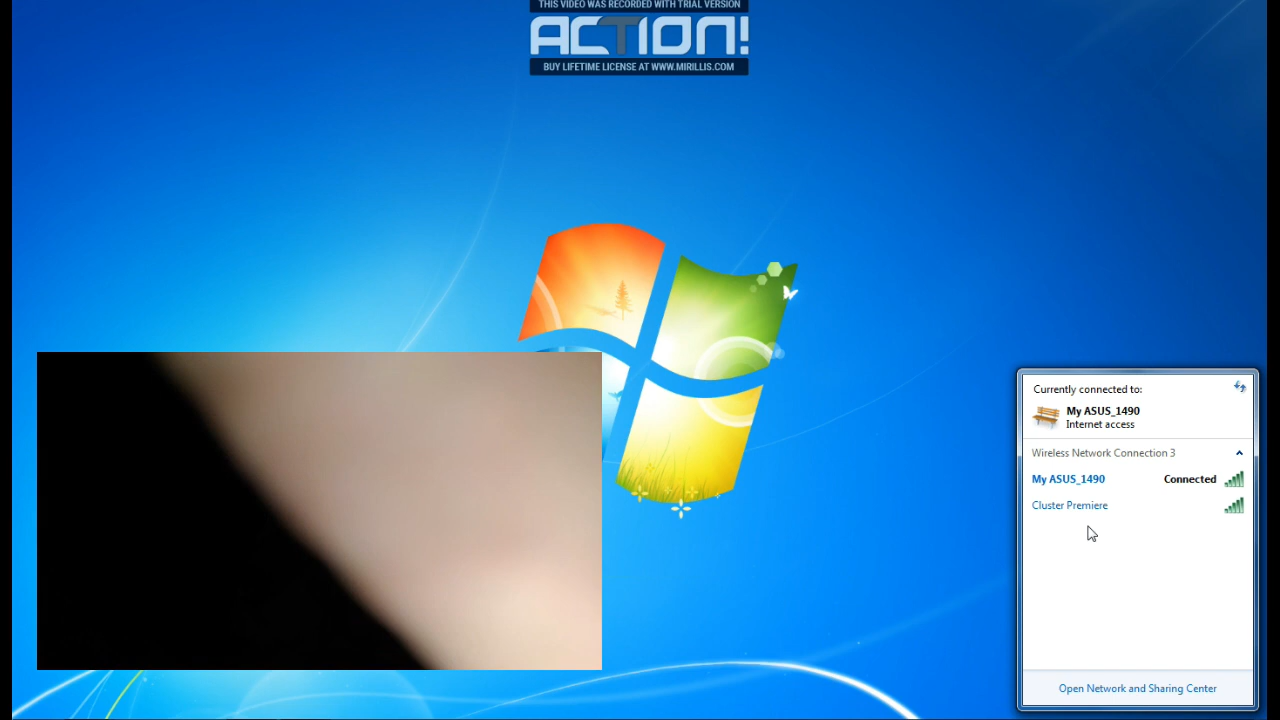 THIS VIDEO WAS RECORDED WITH TRIAL VERSION
ACTION!
BUY LIFETIME LICENSE AT WWW.MIRILLIS.COM
Currently connected to:
My ASUS_1490
Internet access
Wireless Network Connection 3
My ASUS_1490 Connected
Cluster Premiere
Open Network and Sharing Center